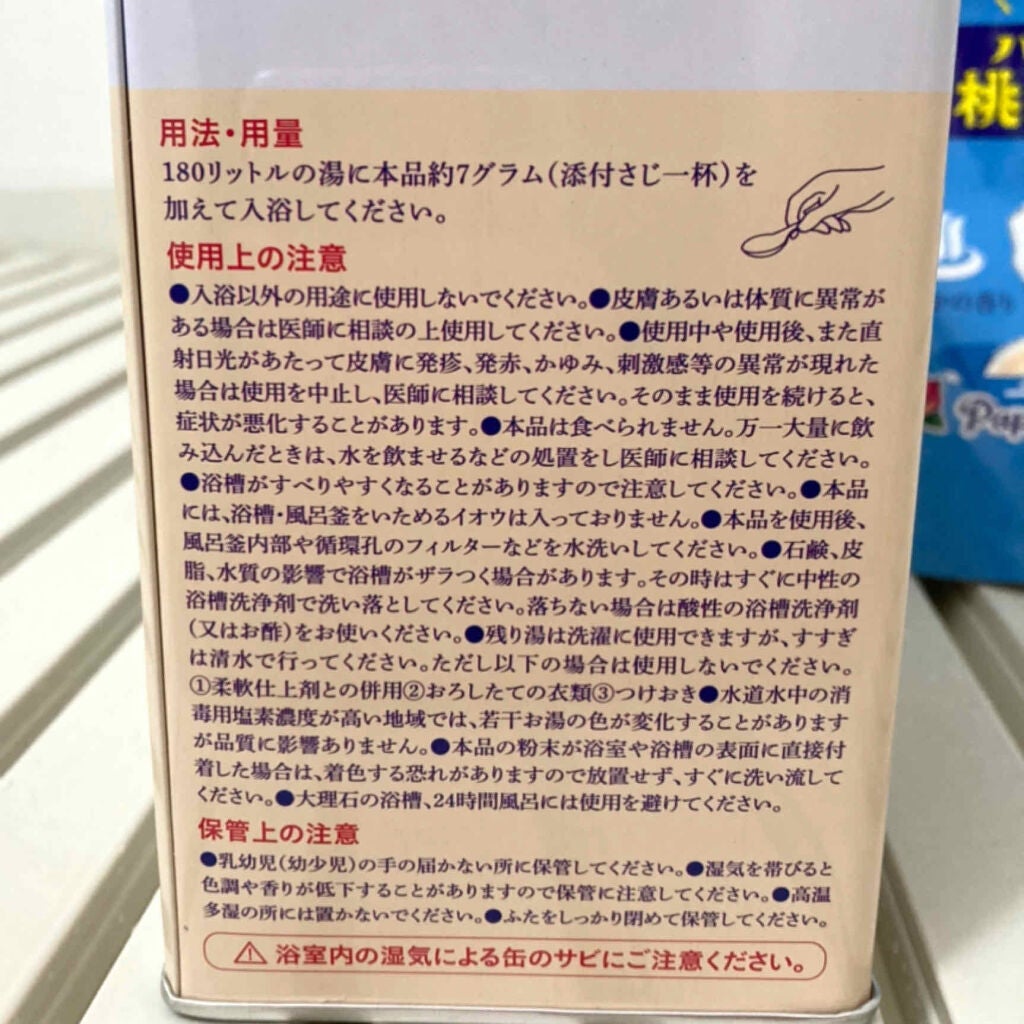 用法・用量
180リットルの湯に本品約7グラム(添付さじ一杯)を
加えて入浴してください。
使用上の注意
●入浴以外の用途に使用しないでください。●皮膚あるいは体質に異常が
ある場合は医師に相談の上使用してください。●使用中や使用後、また直
射日光があたって皮膚に発疹、発赤、かゆみ、刺激感等の異常が現れた
場合は使用を中止し、医師に相談してください。そのまま使用を続けると、
症状が悪化することがあります。●本品は食べられません。万一大量に飲
み込んだときは、水を飲ませるなどの処置をし医師に相談してください。
●浴槽がすべりやすくなることがありますので注意してください。●本品
には、浴槽・風呂釜をいためるイオウは入っておりません。●本品を使用後、
風呂釜内部や循環孔のフィルターなどを水洗いしてください。●石鹸、皮
脂、水質の影響で浴槽がザラつく場合があります。その時はすぐに中性の
浴槽洗浄剤で洗い落としてください。落ちない場合は酸性の浴槽洗浄剤
(又はお酢)をお使いください。●残り湯は洗濯に使用できますが、すすぎ
は清水で行ってください。ただし以下の場合は使用しないでください。
①柔軟仕上剤との併用②おろしたての衣類③つけおき●水道水中の消
毒用塩素濃度が高い地域では、若干お湯の色が変化することがあります
が品質に影響ありません。●本品の粉末が浴室や浴槽の表面に直接付
着した場合は、着色する恐れがありますので放置せず、すぐに洗い流して
ください。●大理石の浴槽、24時間風呂には使用を避けてください。
保管上の注意
●乳幼児(幼少児)の手の届かない所に保管してください。●湿気を帯びると
色調や香りが低下することがありますので保管に注意してください。●高温
多湿の所には置かないでください。●ふたをしっかり閉めて保管してください。
⚠ 浴室内の湿気による缶のサビにご注意ください。
桃
の香り